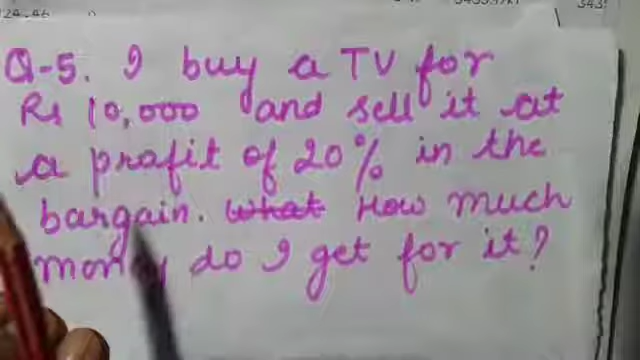 Q-5. I buy a TV for
Rs 10,000 and sell it at
a profit of 20% in the
bargain. What How much
money do I get for it?